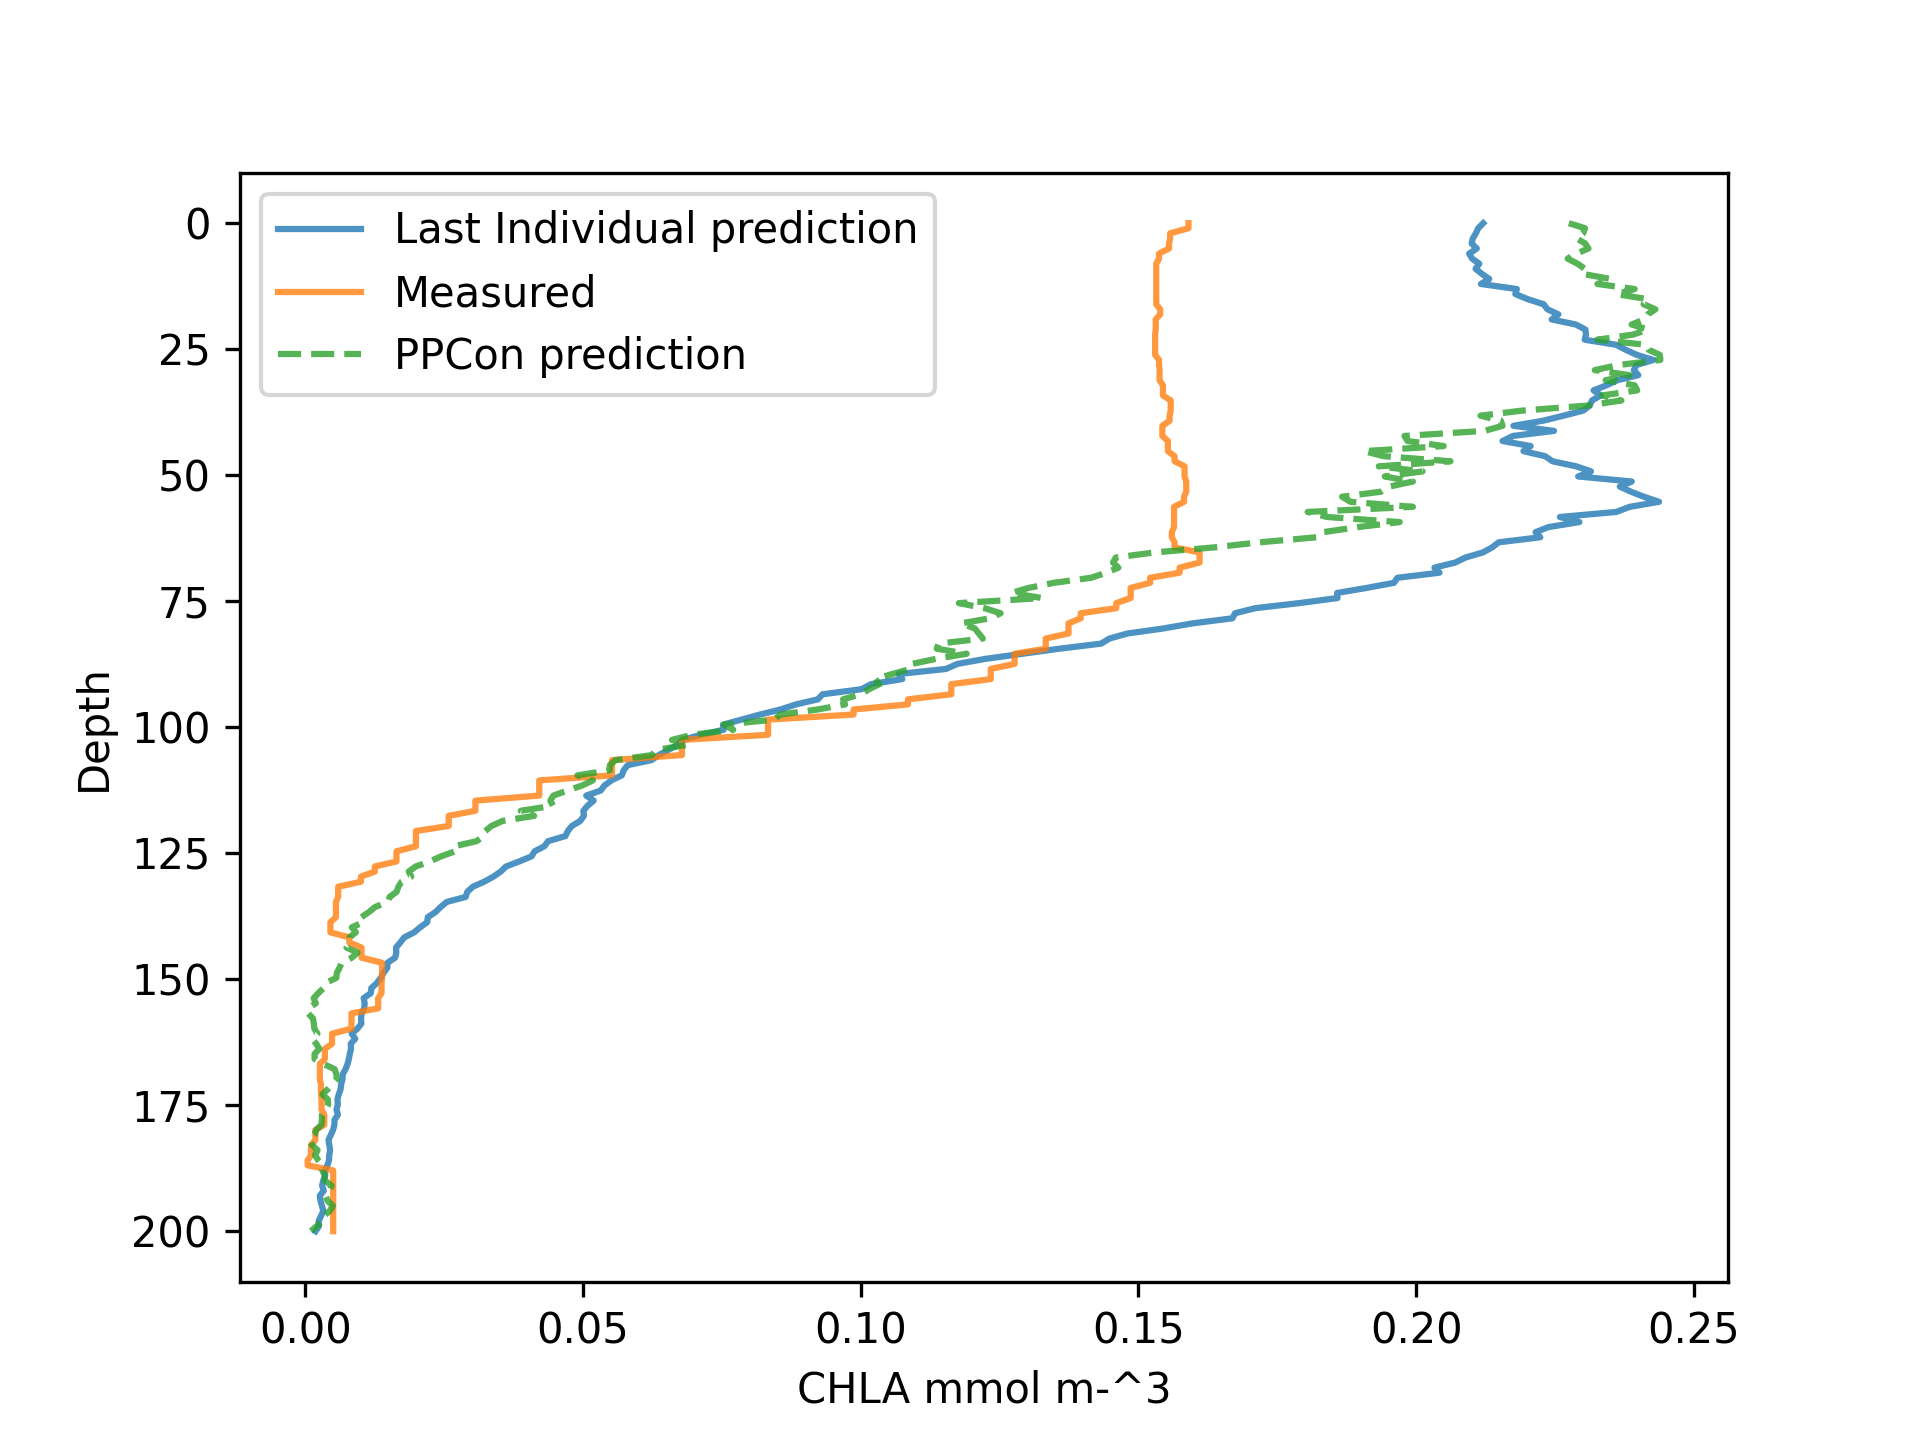 Last Individual prediction
Measured
PPCon prediction
0
25
50
75
100
125
150
175
200
Depth
0.00 0.05 0.10 0.15 0.20 0.25
CHLA mmol m-^3